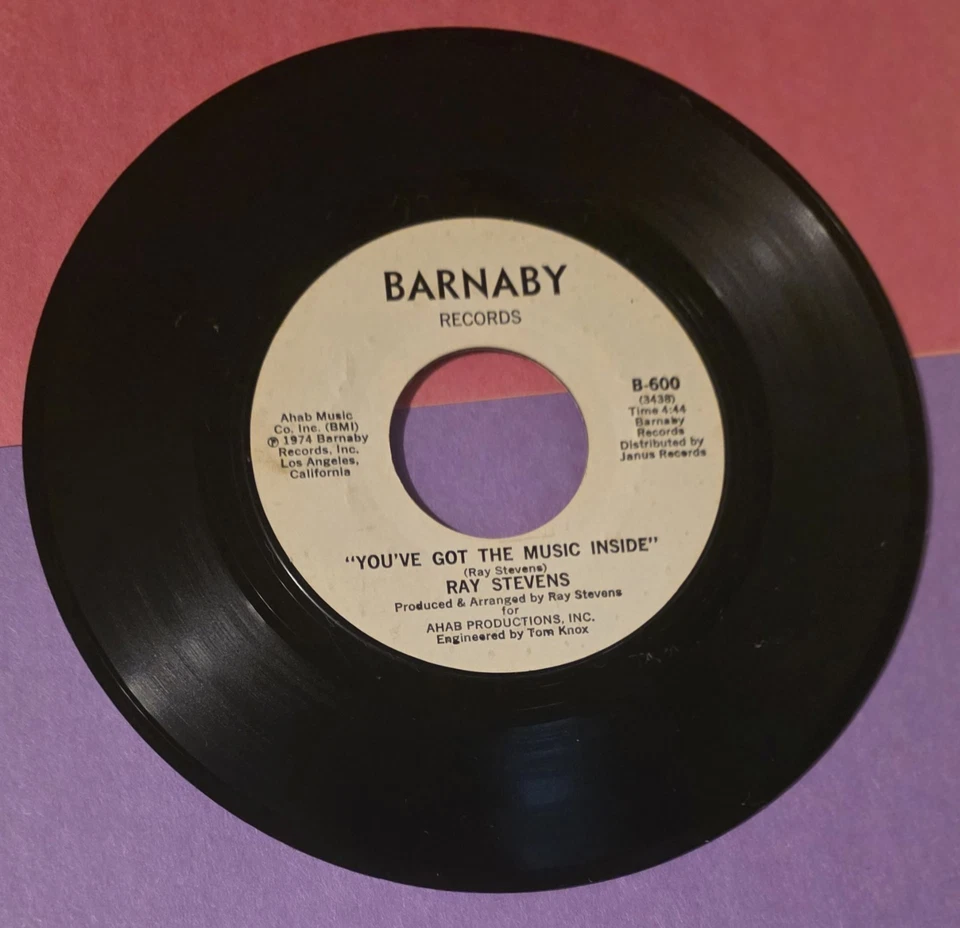 BARNABY
RECORDS
Ahab Music
Co. Inc. (BMI)
℗ 1974 Barnaby
Records, Inc.
Los Angeles,
California
B-600
(3438)
Time 4:44
Barnaby
Records
Distributed by
Janus Records
"YOU'VE GOT THE MUSIC INSIDE"
(Ray Stevens)
RAY STEVENS
Produced & Arranged by Ray Stevens
for
AHAB PRODUCTIONS, INC.
Engineered by Tom Knox